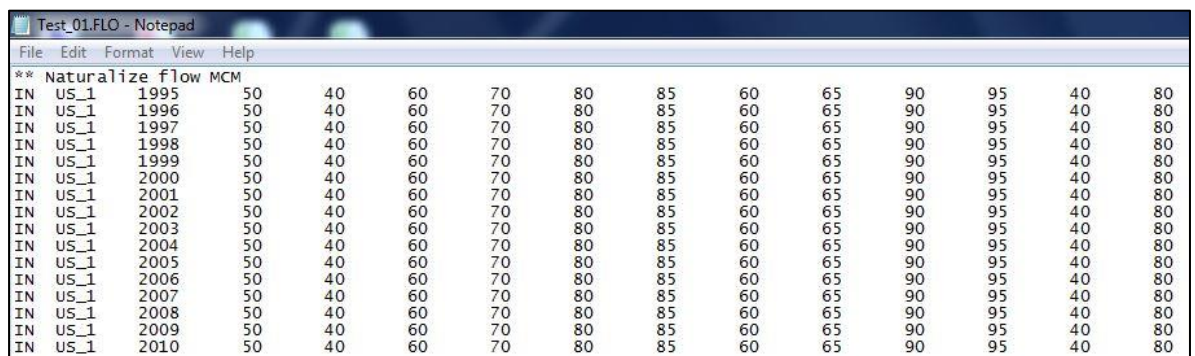 Test_01.FLO - Notepad
File Edit Format View Help
** Naturalize flow MCM
IN US_1 1995 50 40 60 70 80 85 60 65 90 95 40 80
IN US_1 1996 50 40 60 70 80 85 60 65 90 95 40 80
IN US_1 1997 50 40 60 70 80 85 60 65 90 95 40 80
IN US_1 1998 50 40 60 70 80 85 60 65 90 95 40 80
IN US_1 1999 50 40 60 70 80 85 60 65 90 95 40 80
IN US_1 2000 50 40 60 70 80 85 60 65 90 95 40 80
IN US_1 2001 50 40 60 70 80 85 60 65 90 95 40 80
IN US_1 2002 50 40 60 70 80 85 60 65 90 95 40 80
IN US_1 2003 50 40 60 70 80 85 60 65 90 95 40 80
IN US_1 2004 50 40 60 70 80 85 60 65 90 95 40 80
IN US_1 2005 50 40 60 70 80 85 60 65 90 95 40 80
IN US_1 2006 50 40 60 70 80 85 60 65 90 95 40 80
IN US_1 2007 50 40 60 70 80 85 60 65 90 95 40 80
IN US_1 2008 50 40 60 70 80 85 60 65 90 95 40 80
IN US_1 2009 50 40 60 70 80 85 60 65 90 95 40 80
IN US_1 2010 50 40 60 70 80 85 60 65 90 95 40 80